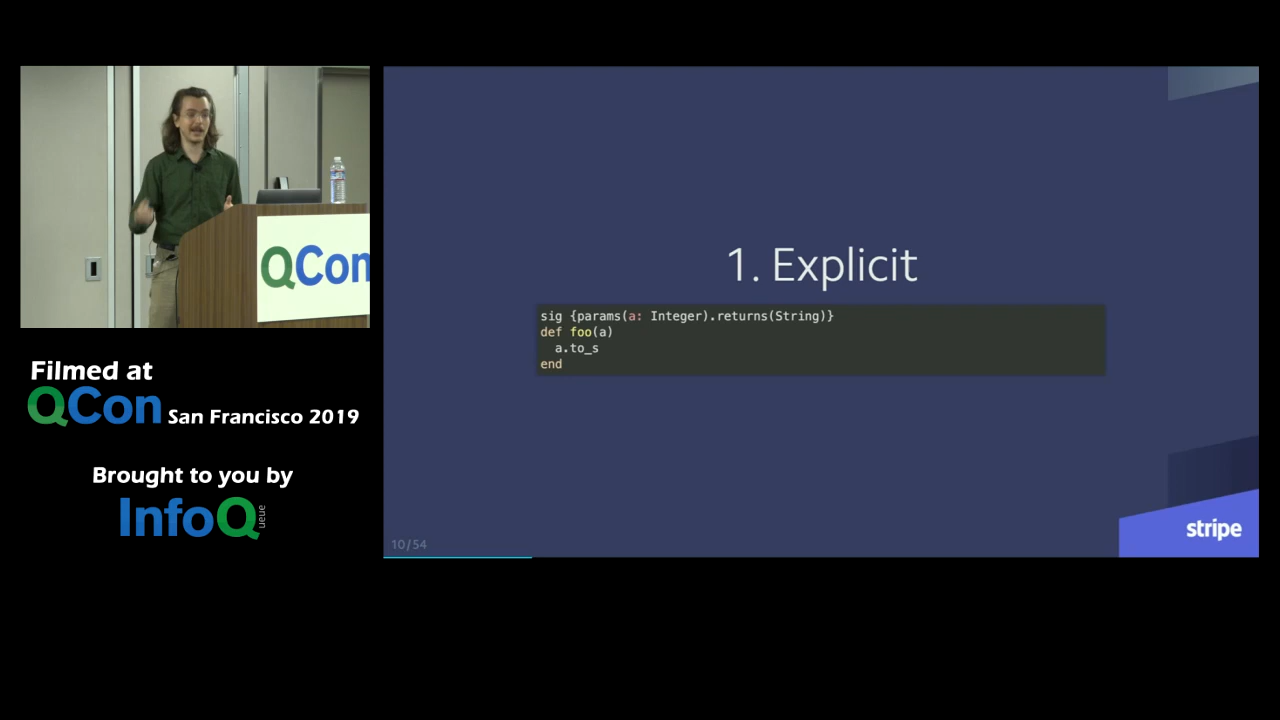 QCon
Filmed at
QCon San Francisco 2019
Brought to you by
InfoQ
queue
1. Explicit
sig {params(a: Integer).returns(String)}
def foo(a)
  a.to_s
end
10/54
stripe